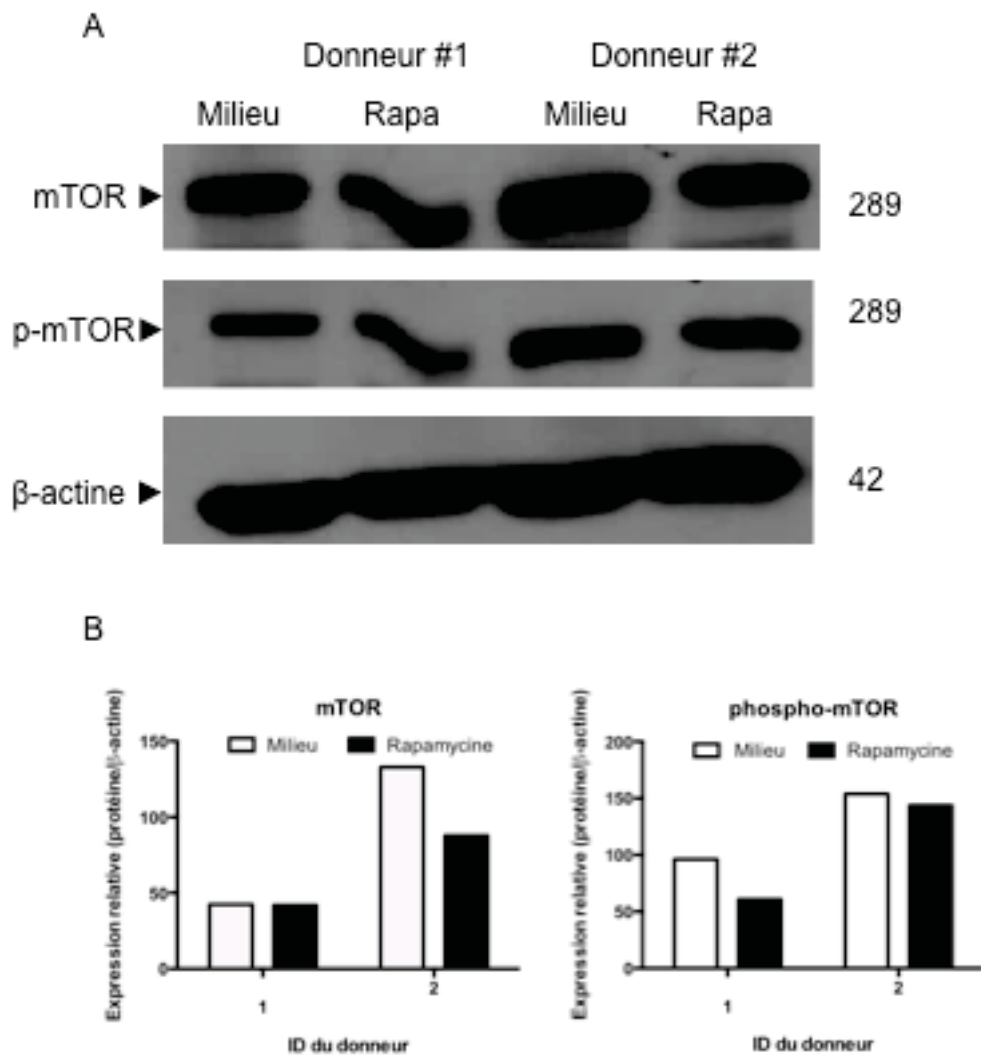 A
Donneur #1 Donneur #2
Milieu Rapa Milieu Rapa
mTOR 289
p-mTOR 289
β-actine 42
B
mTOR
Milieu Rapamycine
Expression relative (protéine/β-actine)
150
100
50
0
1 2
ID du donneur
phospho-mTOR
Milieu Rapamycine
Expression relative (protéine/β-actine)
200
150
100
50
0
1 2
ID du donneur